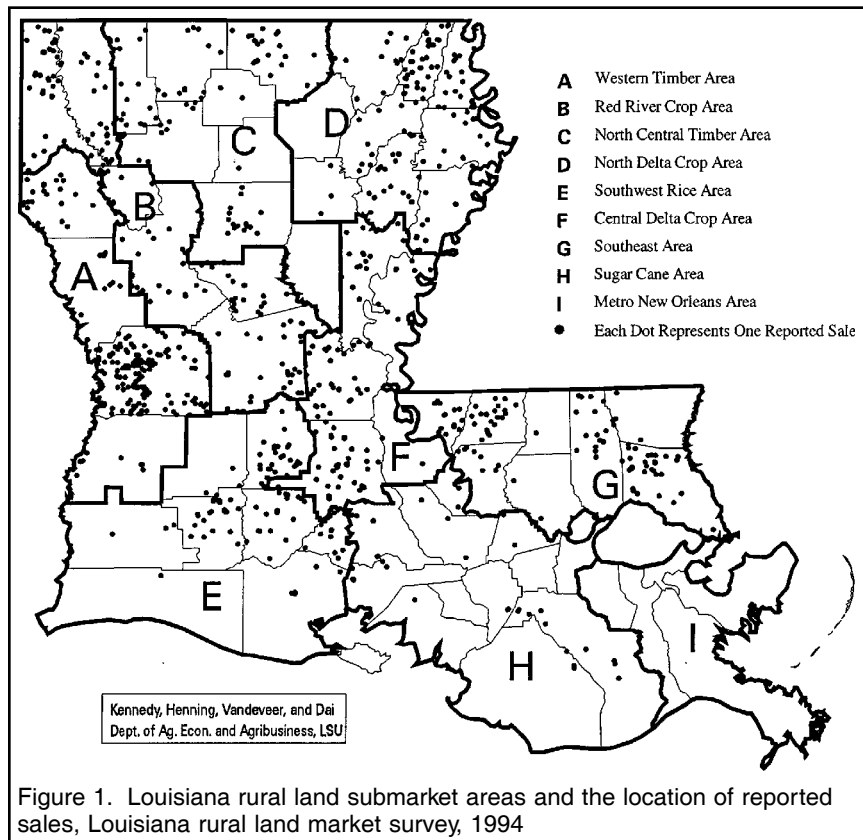 A Western Timber Area
B Red River Crop Area
C North Central Timber Area
D North Delta Crop Area
E Southwest Rice Area
F Central Delta Crop Area
G Southeast Area
H Sugar Cane Area
I Metro New Orleans Area
• Each Dot Represents One Reported Sale
C
D
B
A
F
G
E
H
I
Kennedy, Henning, Vandeveer, and Dai
Dept. of Ag. Econ. and Agribusiness, LSU
Figure 1. Louisiana rural land submarket areas and the location of reported
sales, Louisiana rural land market survey, 1994